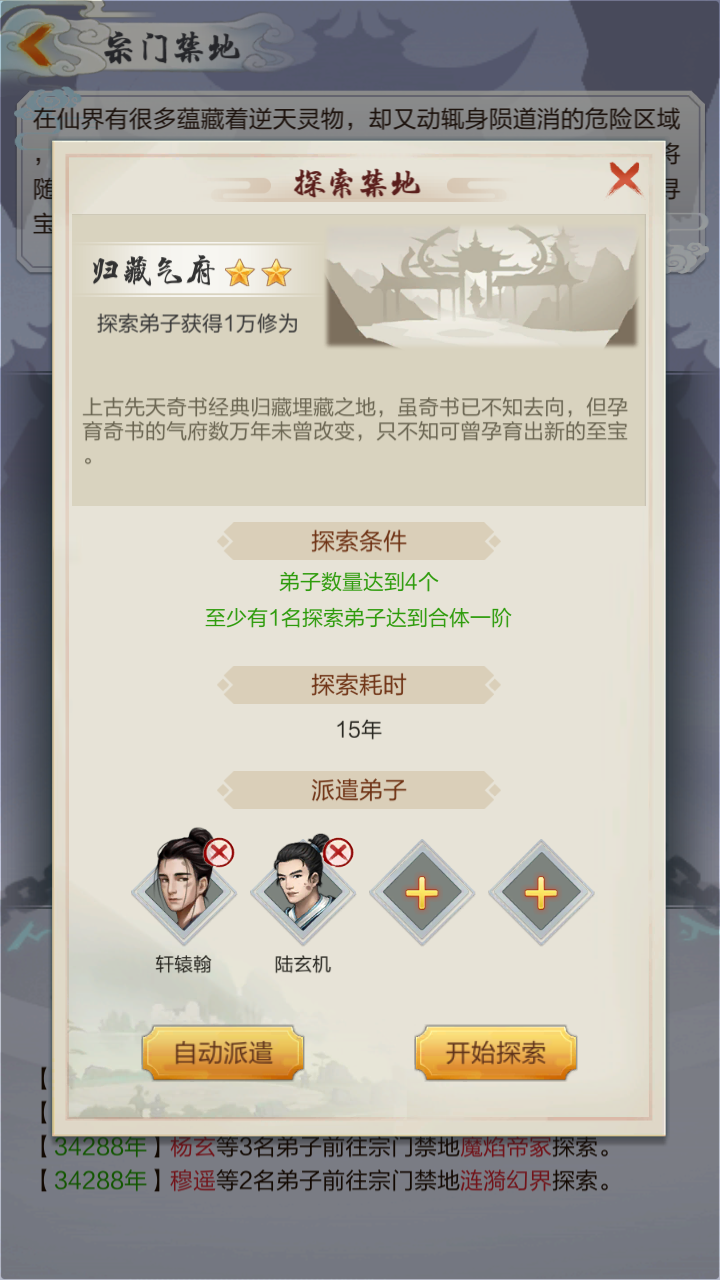 宗门禁地
在仙界有很多蕴藏着逆天灵物，却又动辄身陨道消的危险区域
，
随
宝
探索禁地
归藏气府
探索弟子获得1万修为
上古先天奇书经典归藏埋藏之地，虽奇书已不知去向，但孕
育奇书的气府数万年未曾改变，只不知可曾孕育出新的至宝
。
探索条件
弟子数量达到4个
至少有1名探索弟子达到合体一阶
探索耗时
15年
派遣弟子
轩辕翰
陆玄机
自动派遣
开始探索
【
【
【34288年】杨玄等3名弟子前往宗门禁地魔焰帝家探索。
【34288年】穆遥等2名弟子前往宗门禁地涟漪幻界探索。